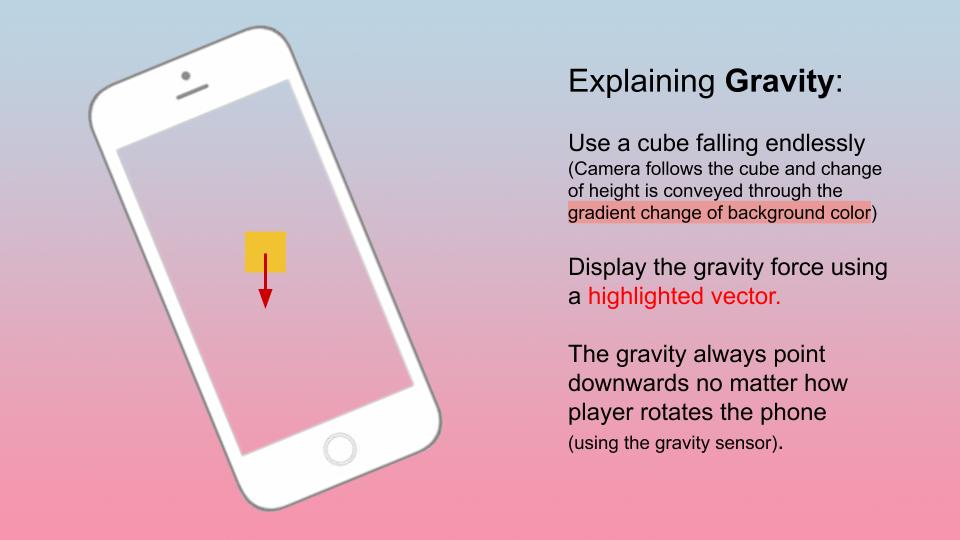 Explaining Gravity:
Use a cube falling endlessly
(Camera follows the cube and change
of height is conveyed through the
gradient change of background color)
Display the gravity force using
a highlighted vector.
The gravity always point
downwards no matter how
player rotates the phone
(using the gravity sensor).